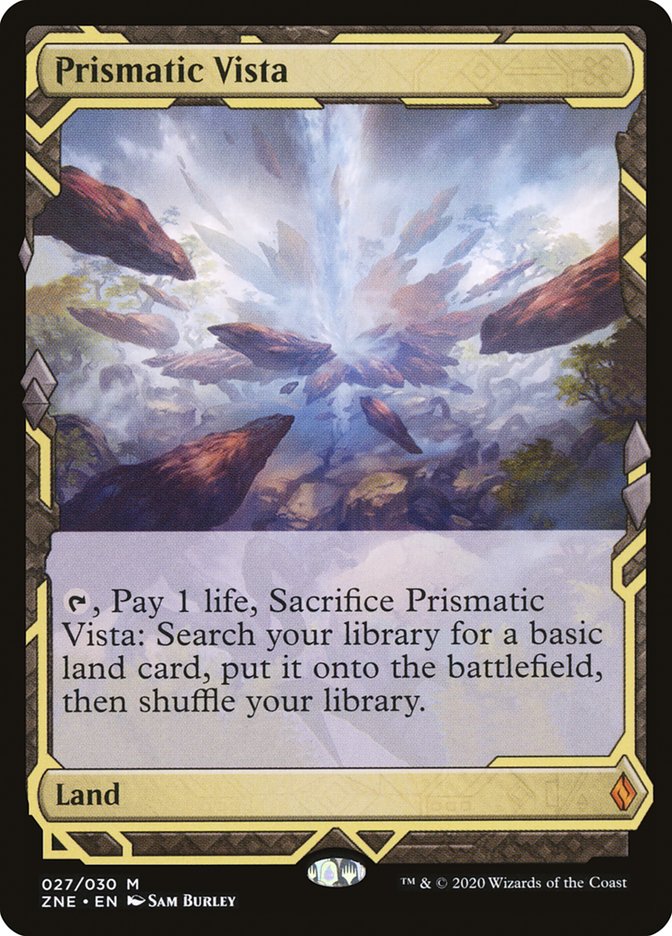 Prismatic Vista
, Pay 1 life, Sacrifice Prismatic
Vista: Search your library for a basic
land card, put it onto the battlefield,
then shuffle your library.
Land
027/030 M
ZNE • EN Sam Burley
™ & © 2020 Wizards of the Coast